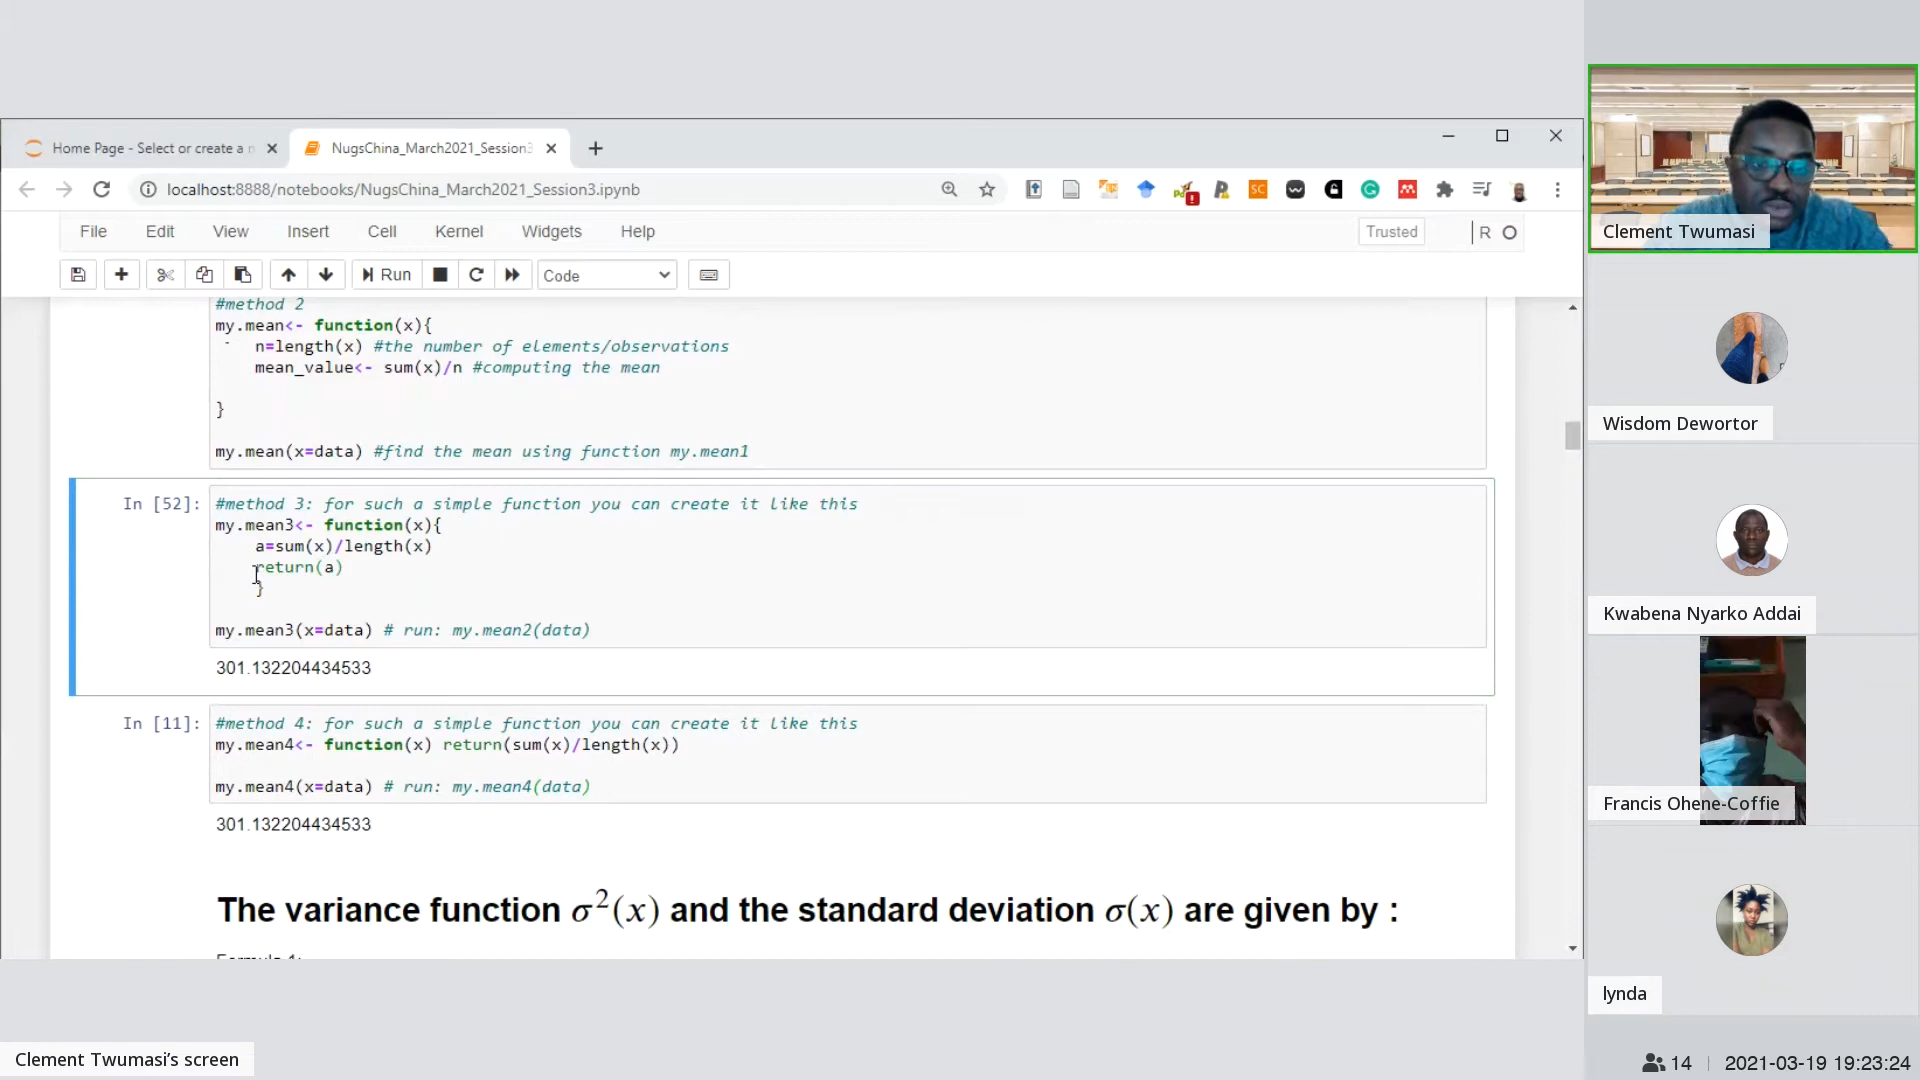 Home Page - Select or create a n
NugsChina_March2021_Session3
localhost:8888/notebooks/NugsChina_March2021_Session3.ipynb
SC
File Edit View Insert Cell Kernel Widgets Help
Trusted
R
Run
Code
#method 2
my.mean<- function(x){
n=length(x) #the number of elements/observations
mean_value<- sum(x)/n #computing the mean
}
my.mean(x=data) #find the mean using function my.mean1
In [52]:
#method 3: for such a simple function you can create it like this
my.mean3<- function(x){
a=sum(x)/length(x)
return(a)
}
my.mean3(x=data) # run: my.mean2(data)
301.132204434533
In [11]:
#method 4: for such a simple function you can create it like this
my.mean4<- function(x) return(sum(x)/length(x))
my.mean4(x=data) # run: my.mean4(data)
301.132204434533
The variance function σ²(x) and the standard deviation σ(x) are given by :
Clement Twumasi
Wisdom Dewortor
Kwabena Nyarko Addai
Francis Ohene-Coffie
lynda
Clement Twumasi's screen
14
2021-03-19 19:23:24